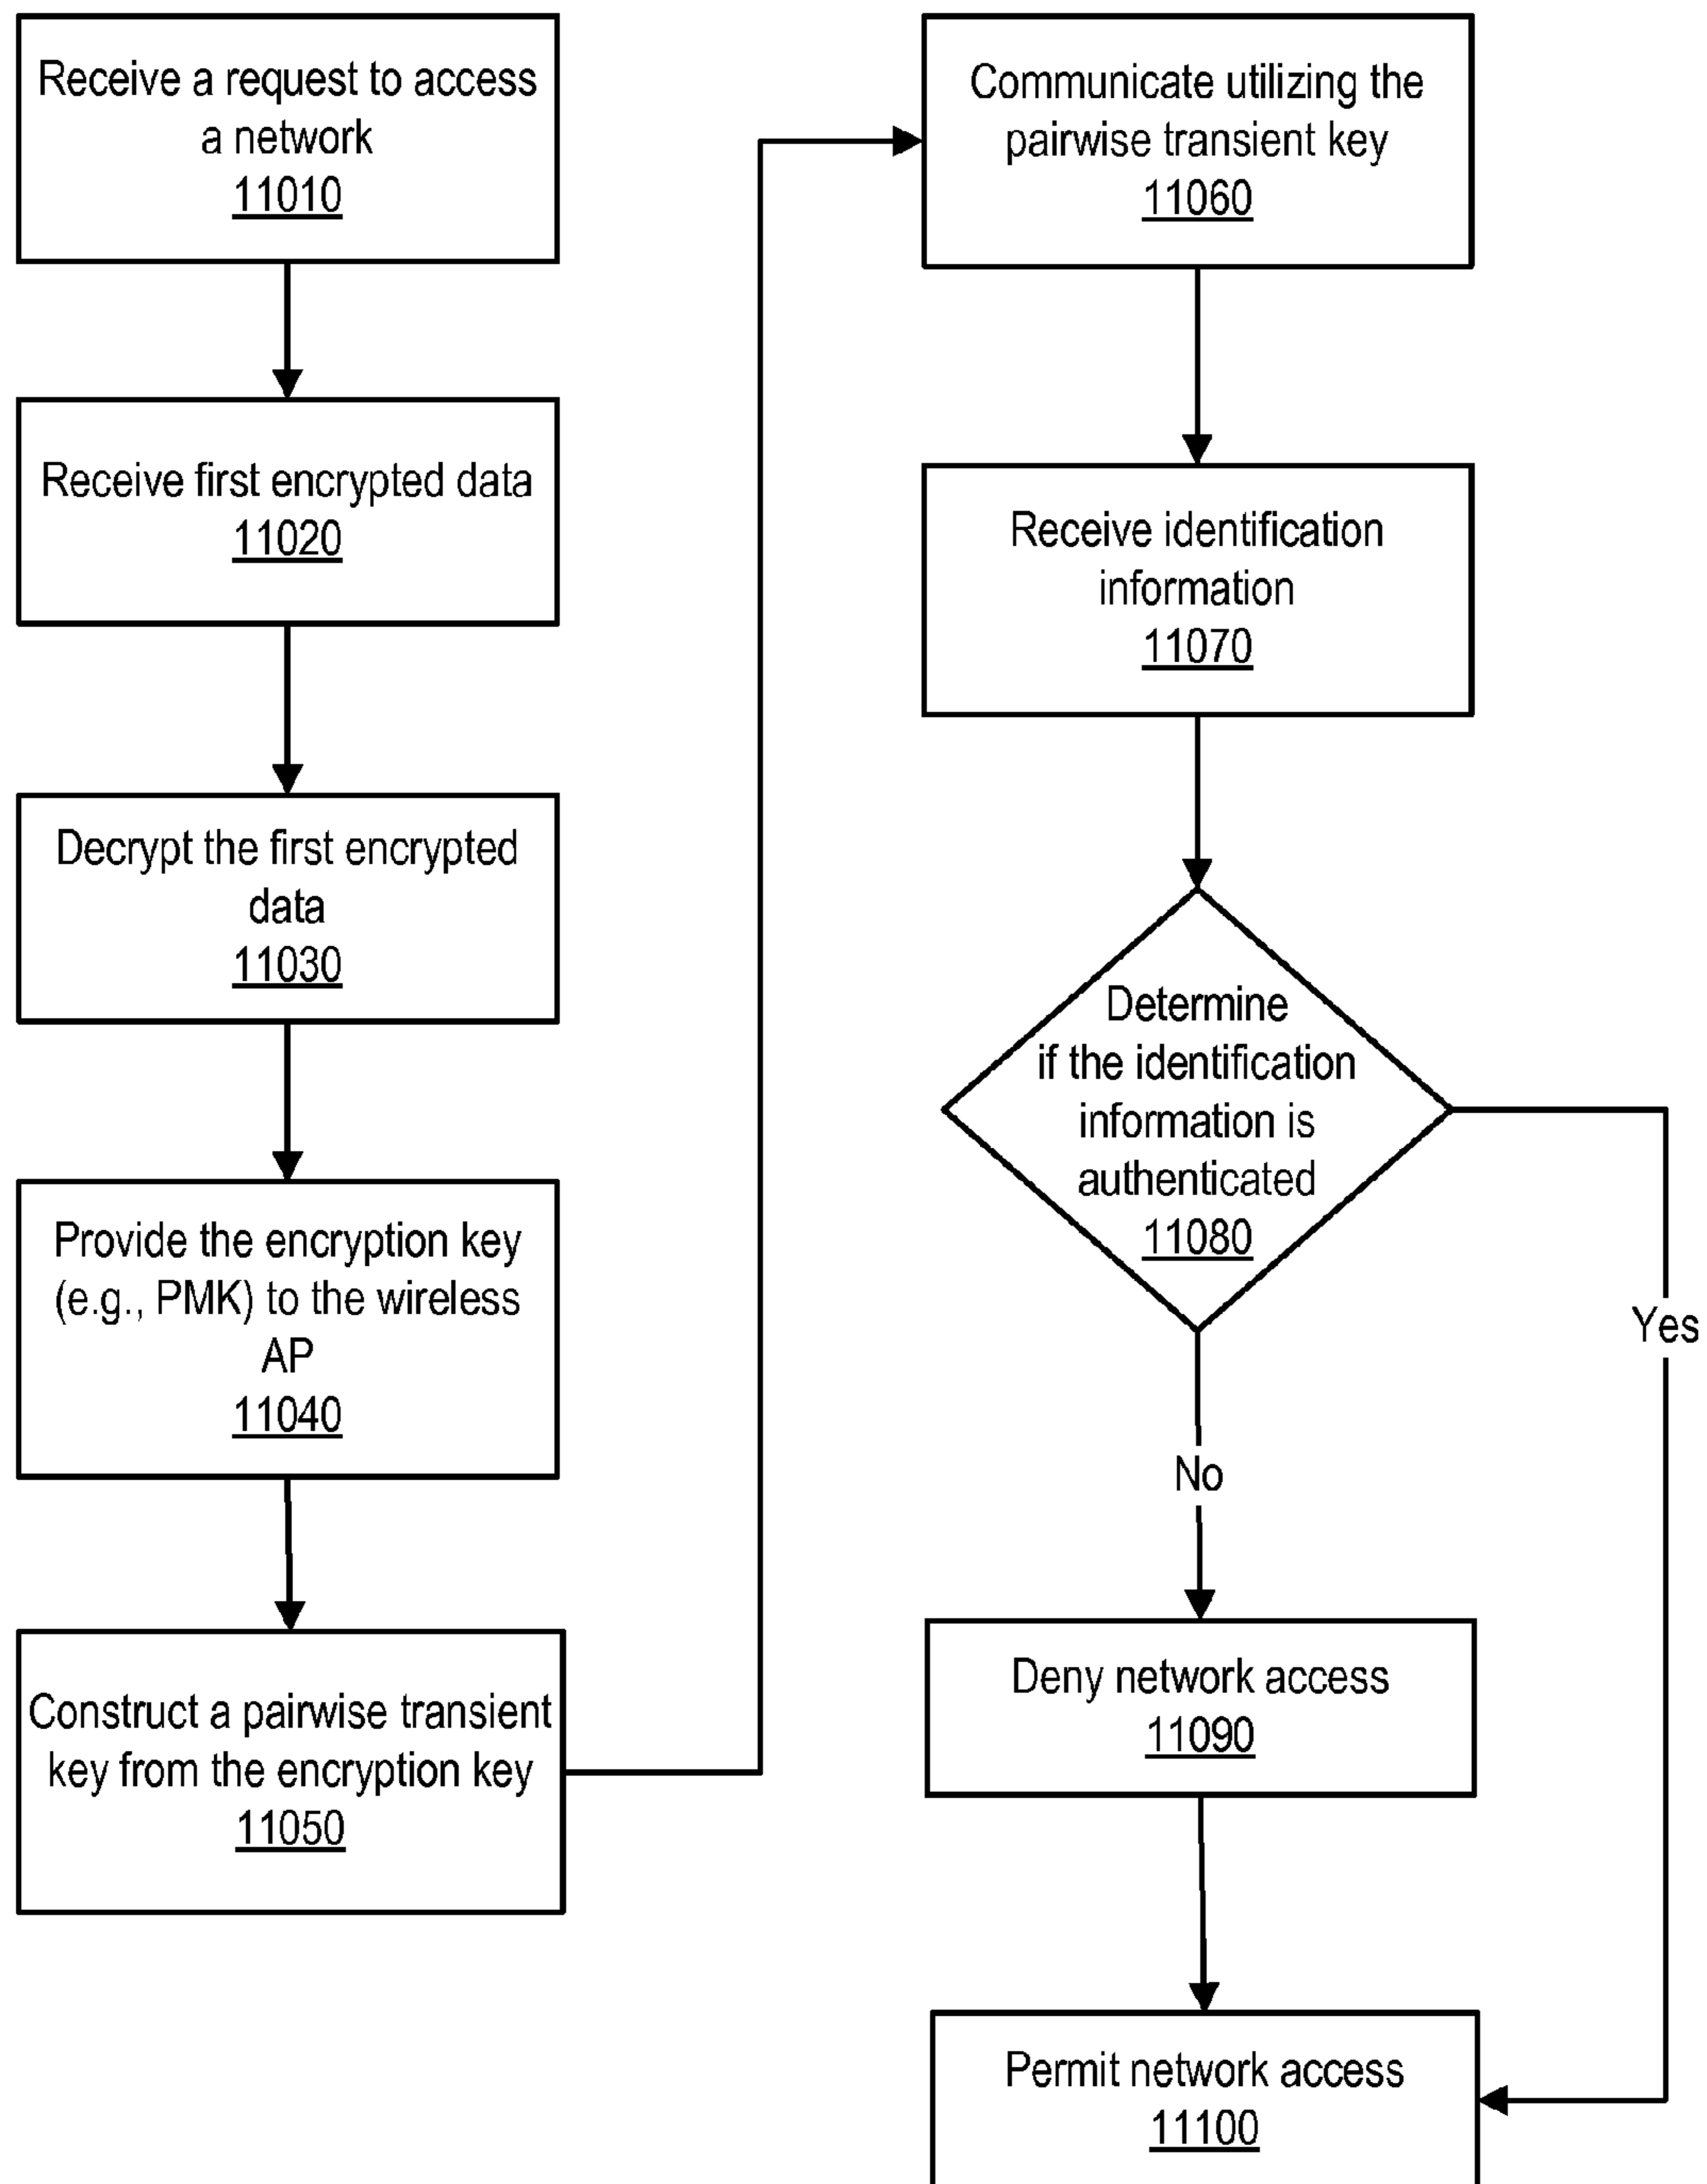 Receive a request to access
a network
11010
Receive first encrypted data
11020
Decrypt the first encrypted
data
11030
Provide the encryption key
(e.g., PMK) to the wireless
AP
11040
Construct a pairwise transient
key from the encryption key
11050
Communicate utilizing the
pairwise transient key
11060
Receive identification
information
11070
Determine
if the identification
information is
authenticated
11080
Yes
No
Deny network access
11090
Permit network access
11100